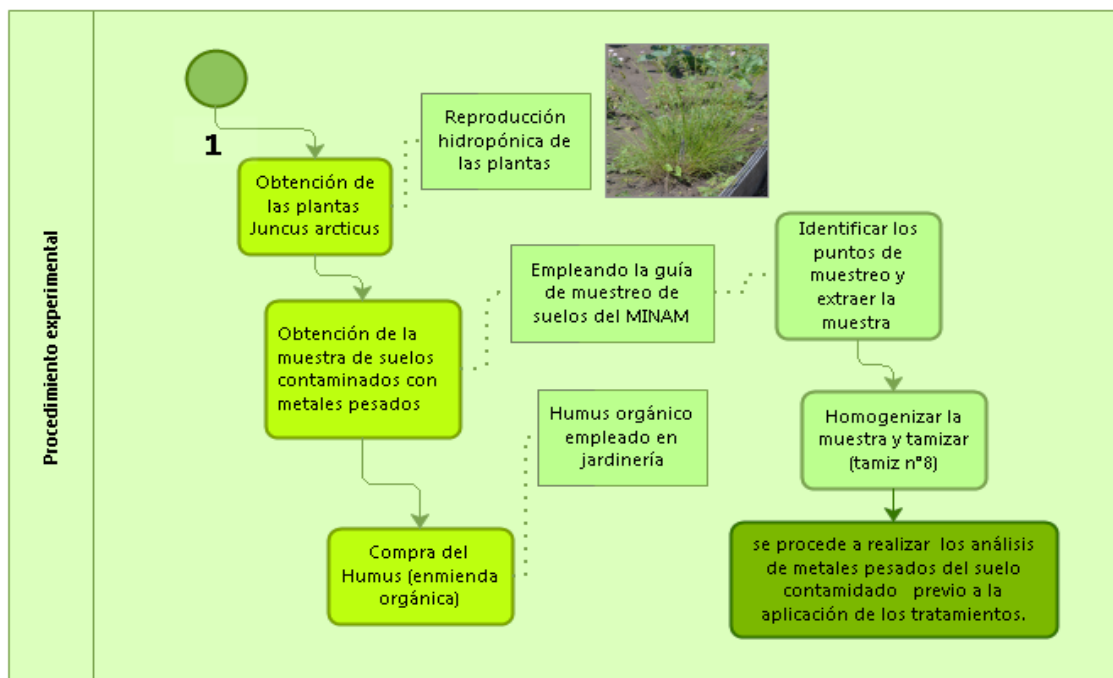 Procedimiento experimental
1
Obtención de
las plantas
Juncus arcticus
Reproducción
hidropónica de
las plantas
Obtención de la
muestra de suelos
contaminados con
metales pesados
Empleando la guía
de muestreo de
suelos del MINAM
Identificar los
puntos de
muestreo y
extraer la
muestra
Homogenizar la
muestra y tamizar
(tamiz n°8)
se procede a realizar los análisis
de metales pesados del suelo
contamidado previo a la
aplicación de los tratamientos.
Compra del
Humus (enmienda
orgánica)
Humus orgánico
empleado en
jardinería